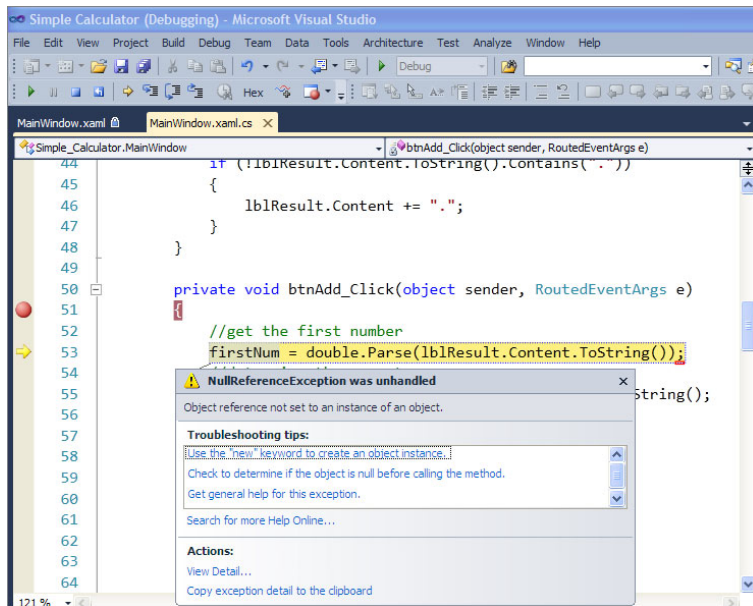 Simple Calculator (Debugging) - Microsoft Visual Studio
File Edit View Project Build Debug Team Data Tools Architecture Test Analyze Window Help
Debug
Hex
MainWindow.xaml MainWindow.xaml.cs
Simple_Calculator.MainWindow btnAdd_Click(object sender, RoutedEventArgs e)
44 if (!lblResult.Content.ToString().Contains("."))
45 {
46 lblResult.Content += ".";
47 }
48 }
49
50 private void btnAdd_Click(object sender, RoutedEventArgs e)
51 {
52 //get the first number
53 firstNum = double.Parse(lblResult.Content.ToString());
54
55 String();
56
57
58
59
60
61
62
63
64
NullReferenceException was unhandled
Object reference not set to an instance of an object.
Troubleshooting tips:
Use the "new" keyword to create an object instance.
Check to determine if the object is null before calling the method.
Get general help for this exception.
Search for more Help Online...
Actions:
View Detail...
Copy exception detail to the clipboard
121 %